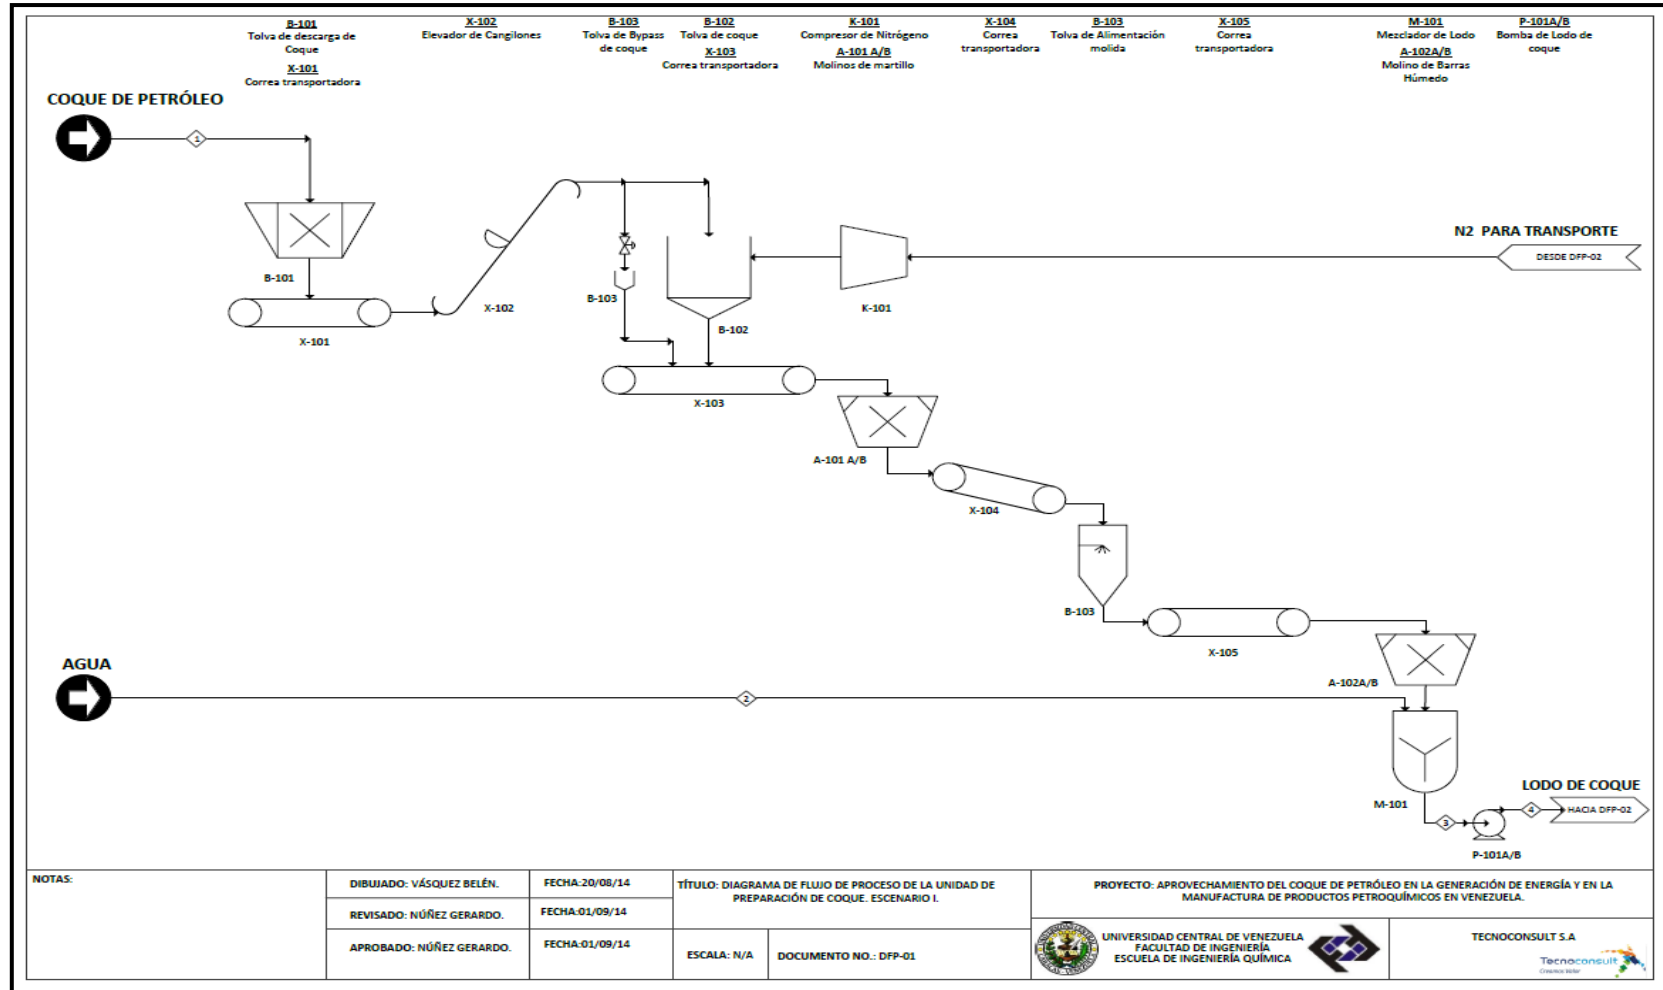 B-101
Tolva de descarga de
Coque
X-101
Correa transportadora
X-102
Elevador de Cangilones
B-103
Tolva de Bypass
de coque
B-102
Tolva de coque
X-103
Correa transportadora
K-101
Compresor de Nitrógeno
A-101 A/B
Molinos de martillo
X-104
Correa
transportadora
B-103
Tolva de Alimentación
molida
X-105
Correa
transportadora
M-101
Mezclador de Lodo
A-102A/B
Molino de Barras
Húmedo
P-101A/B
Bomba de Lodo de
coque
COQUE DE PETRÓLEO
1
N2 PARA TRANSPORTE
DESDE DFP-02
B-101
X-101
X-102
B-103
B-102
K-101
X-103
A-101 A/B
X-104
B-103
X-105
A-102A/B
AGUA
2
M-101
LODO DE COQUE
3
4
HACIA DFP-02
P-101A/B
NOTAS:
DIBUJADO: VÁSQUEZ BELÉN.
FECHA:20/08/14
REVISADO: NÚÑEZ GERARDO.
FECHA:01/09/14
APROBADO: NÚÑEZ GERARDO.
FECHA:01/09/14
TÍTULO: DIAGRAMA DE FLUJO DE PROCESO DE LA UNIDAD DE
PREPARACIÓN DE COQUE. ESCENARIO I.
ESCALA: N/A
DOCUMENTO NO.: DFP-01
PROYECTO: APROVECHAMIENTO DEL COQUE DE PETRÓLEO EN LA GENERACIÓN DE ENERGÍA Y EN LA
MANUFACTURA DE PRODUCTOS PETROQUÍMICOS EN VENEZUELA.
UNIVERSIDAD CENTRAL DE VENEZUELA
FACULTAD DE INGENIERÍA
ESCUELA DE INGENIERÍA QUÍMICA
TECNOCONSULT S.A
Tecnoconsult